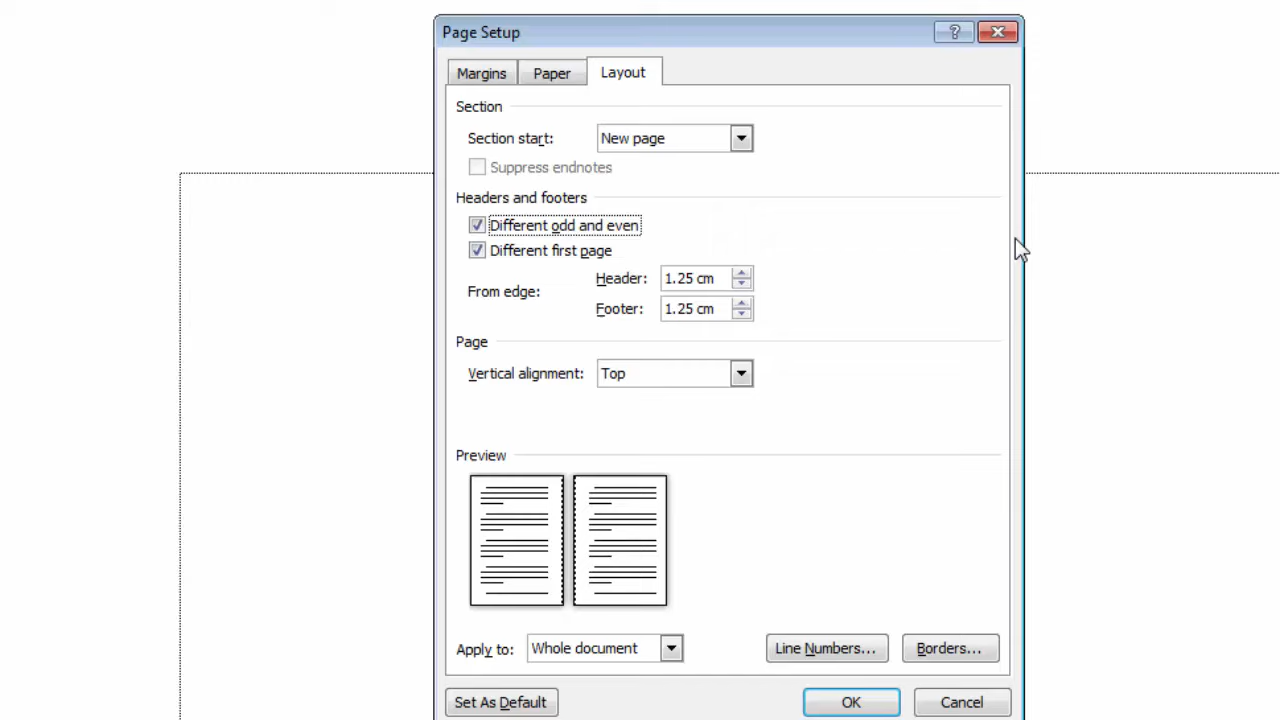 Page Setup
?
Margins Paper Layout
Section
Section start: New page
Suppress endnotes
Headers and footers
Different odd and even
Different first page
From edge:
Header: 1.25 cm
Footer: 1.25 cm
Page
Vertical alignment: Top
Preview
Apply to: Whole document Line Numbers... Borders...
Set As Default OK Cancel